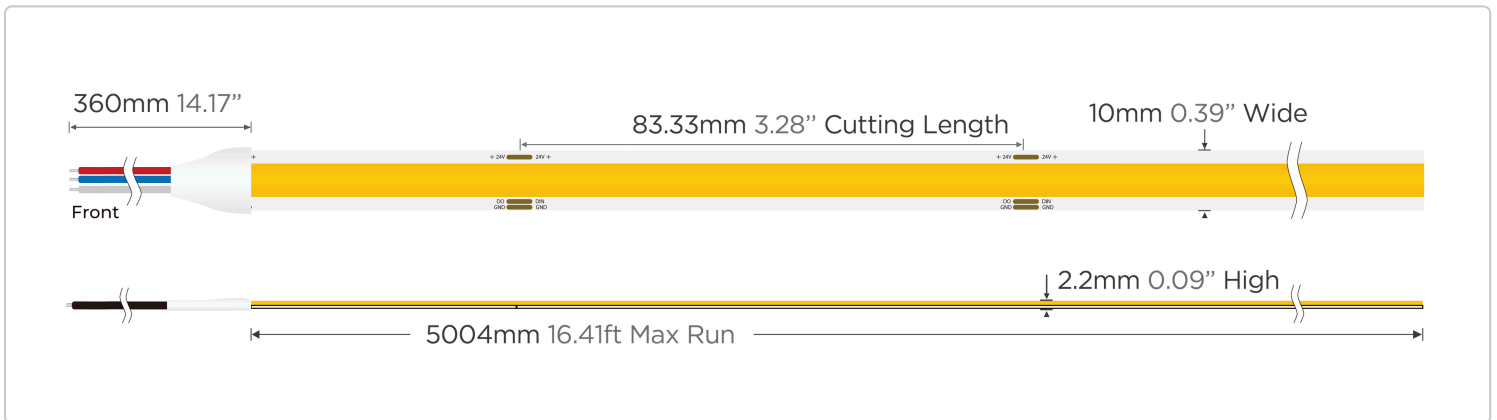 360mm 14.17”
83.33mm 3.28” Cutting Length
10mm 0.39” Wide
+
+ 24V 24V +
+ 24V 24V +
Front
DO DIN
GND GND
DO DIN
GND GND
2.2mm 0.09” High
5004mm 16.41ft Max Run